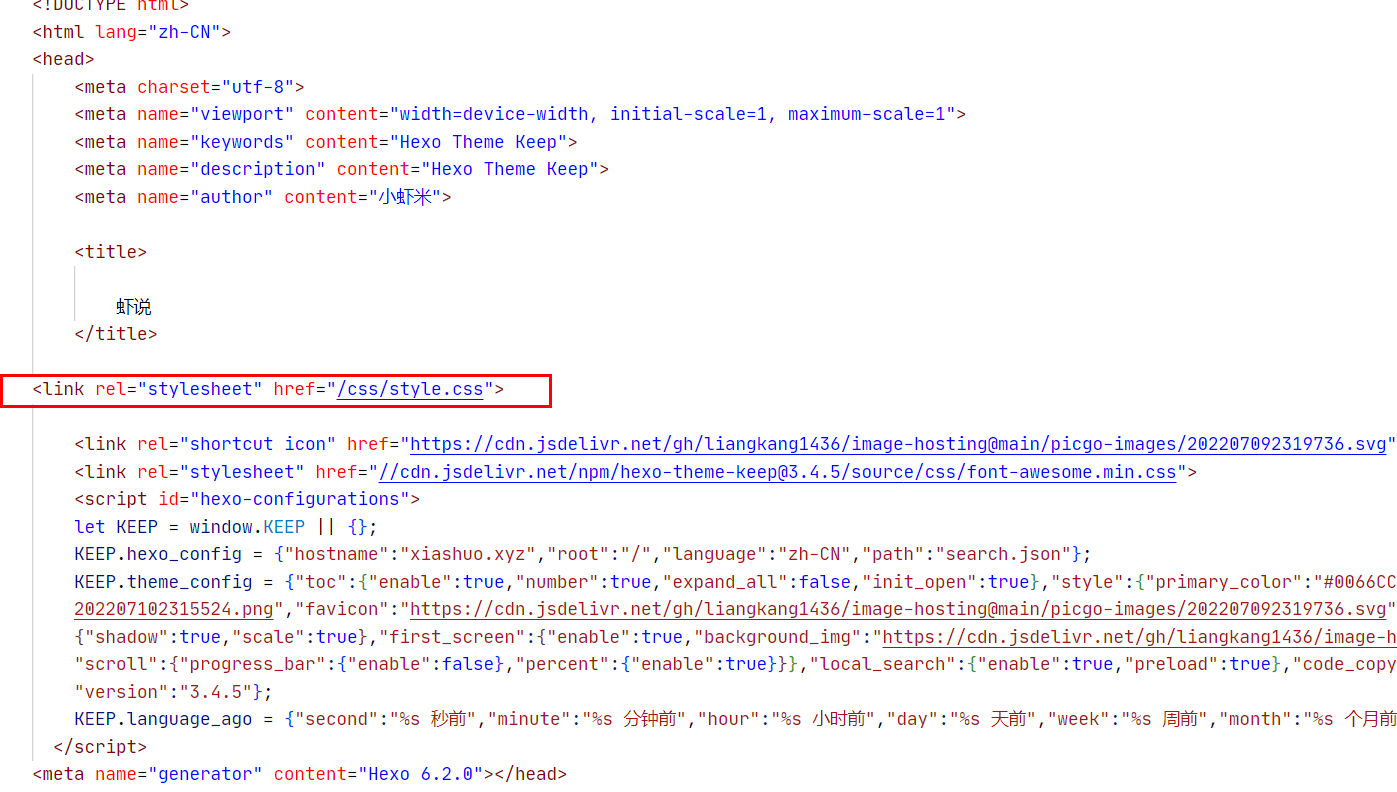 <!DOCTYPE html>
<html lang="zh-CN">
<head>
<meta charset="utf-8">
<meta name="viewport" content="width=device-width, initial-scale=1, maximum-scale=1">
<meta name="keywords" content="Hexo Theme Keep">
<meta name="description" content="Hexo Theme Keep">
<meta name="author" content="小虾米">
<title>
虾说
</title>
<link rel="stylesheet" href="/css/style.css">
<link rel="shortcut icon" href="https://cdn.jsdelivr.net/gh/liangkang1436/image-hosting@main/picgo-images/202207092319736.svg"
<link rel="stylesheet" href="//cdn.jsdelivr.net/npm/hexo-theme-keep@3.4.5/source/css/font-awesome.min.css">
<script id="hexo-configurations">
let KEEP = window.KEEP || {};
KEEP.hexo_config = {"hostname":"xiashuo.xyz","root":"/","language":"zh-CN","path":"search.json"};
KEEP.theme_config = {"toc":{"enable":true,"number":true,"expand_all":false,"init_open":true},"style":{"primary_color":"#0066CC
202207102315524.png","favicon":"https://cdn.jsdelivr.net/gh/liangkang1436/image-hosting@main/picgo-images/202207092319736.svg"
{"shadow":true,"scale":true},"first_screen":{"enable":true,"background_img":"https://cdn.jsdelivr.net/gh/liangkang1436/image-h
"scroll":{"progress_bar":{"enable":false},"percent":{"enable":true}}},"local_search":{"enable":true,"preload":true},"code_copy
"version":"3.4.5"};
KEEP.language_ago = {"second":"%s 秒前","minute":"%s 分钟前","hour":"%s 小时前","day":"%s 天前","week":"%s 周前","month":"%s 个月前
</script>
<meta name="generator" content="Hexo 6.2.0"></head>